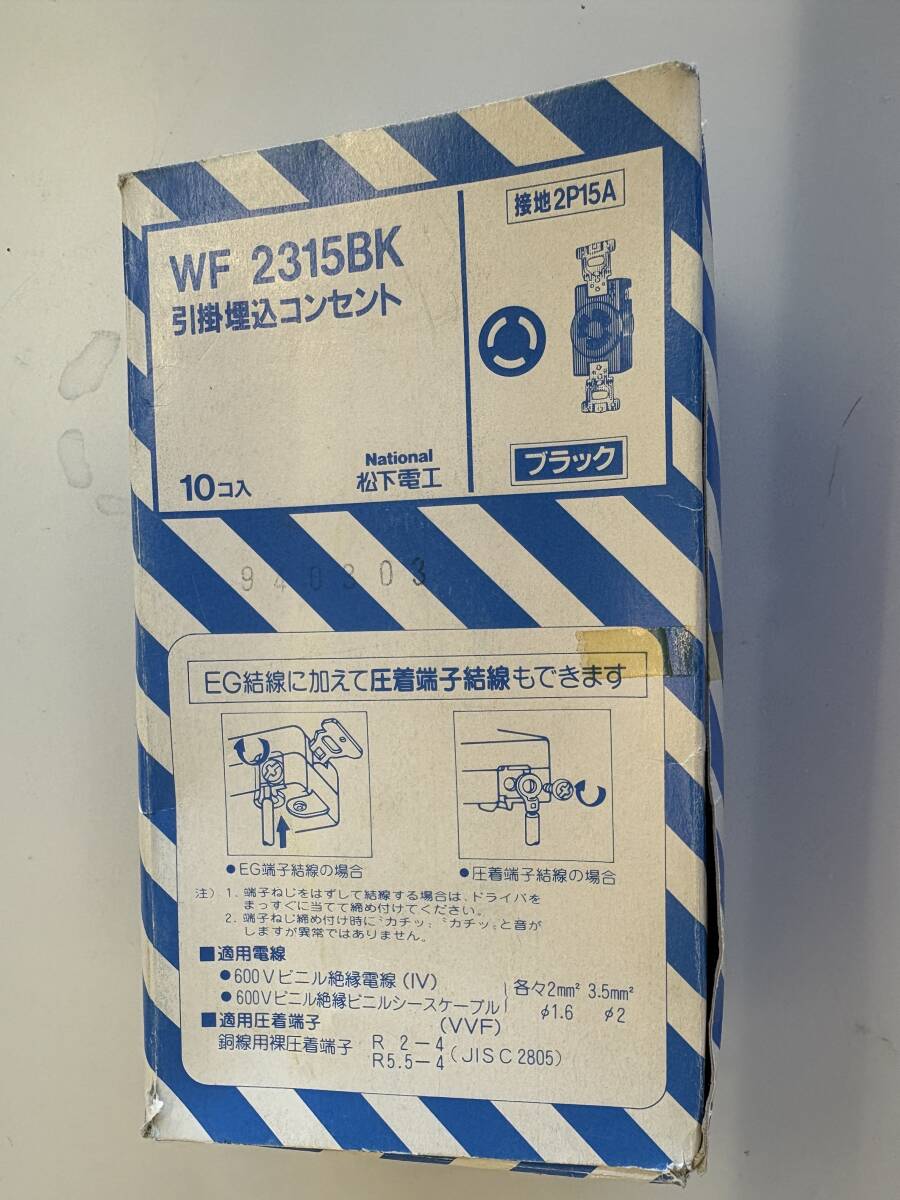 WF 2315BK
引掛埋込コンセント
10コ入
National
松下電工
接地2P15A
ブラック
940303
EG結線に加えて圧着端子結線もできます
●EG端子結線の場合
●圧着端子結線の場合
注) 1. 端子ねじをはずして結線する場合は、ドライバを
まっすぐに当てて締め付けてください。
2. 端子ねじ締め付け時に〝カチッ〟〝カチッ〟と音が
しますが異常ではありません。
■適用電線
●600Vビニル絶縁電線(IV)
●600Vビニル絶縁ビニルシースケーブル
(VVF)
各々2mm² 3.5mm²
φ1.6 φ2
■適用圧着端子
銅線用裸圧着端子 R 2-4
R5.5-4
(JISC2805)